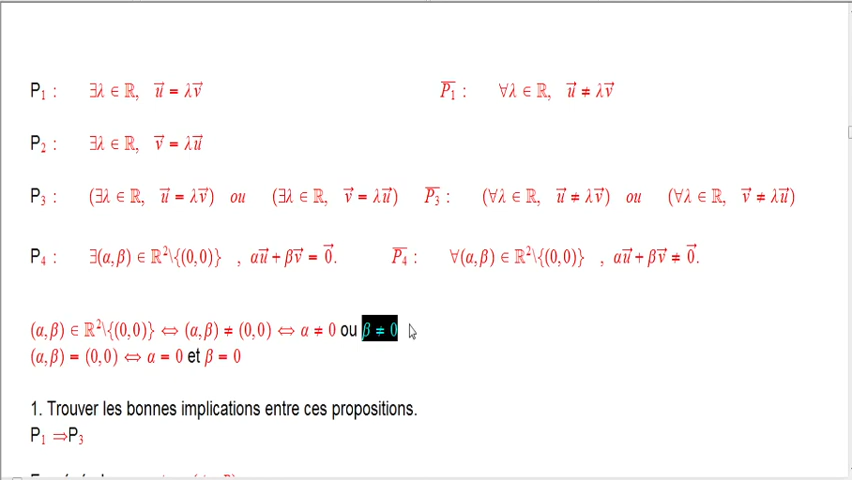 P₁ : ∃λ ∈ ℝ, u⃗ = λv⃗ P̅₁ : ∀λ ∈ ℝ, u⃗ ≠ λv⃗
P₂ : ∃λ ∈ ℝ, v⃗ = λu⃗
P₃ : (∃λ ∈ ℝ, u⃗ = λv⃗) ou (∃λ ∈ ℝ, v⃗ = λu⃗) P̅₃ : (∀λ ∈ ℝ, u⃗ ≠ λv⃗) ou (∀λ ∈ ℝ, v⃗ ≠ λu⃗)
P₄ : ∃(α,β) ∈ ℝ²\{(0,0)} , αu⃗ + βv⃗ = 0⃗. P̅₄ : ∀(α,β) ∈ ℝ²\{(0,0)} , αu⃗ + βv⃗ ≠ 0⃗.
(α,β) ∈ ℝ²\{(0,0)} ⇔ (α,β) ≠ (0,0) ⇔ α ≠ 0 ou β ≠ 0
(α,β) = (0,0) ⇔ α = 0 et β = 0
1. Trouver les bonnes implications entre ces propositions.
P₁ ⇒P₃